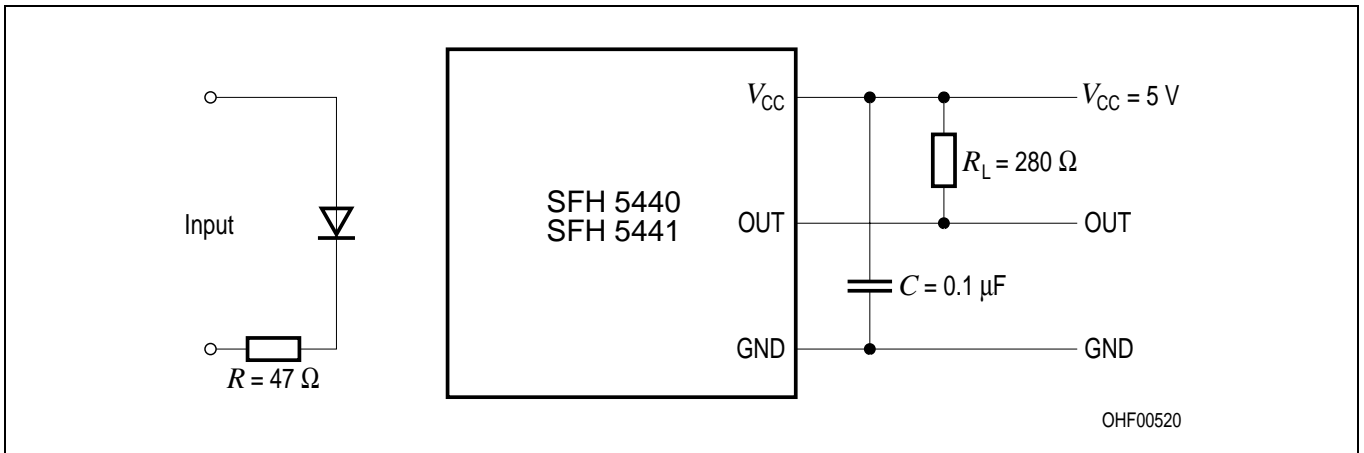 V_CC
V_CC = 5 V
R_L = 280 Ω
SFH 5440
SFH 5441
Input
OUT
OUT
C = 0.1 μF
GND
GND
R = 47 Ω
OHF00520